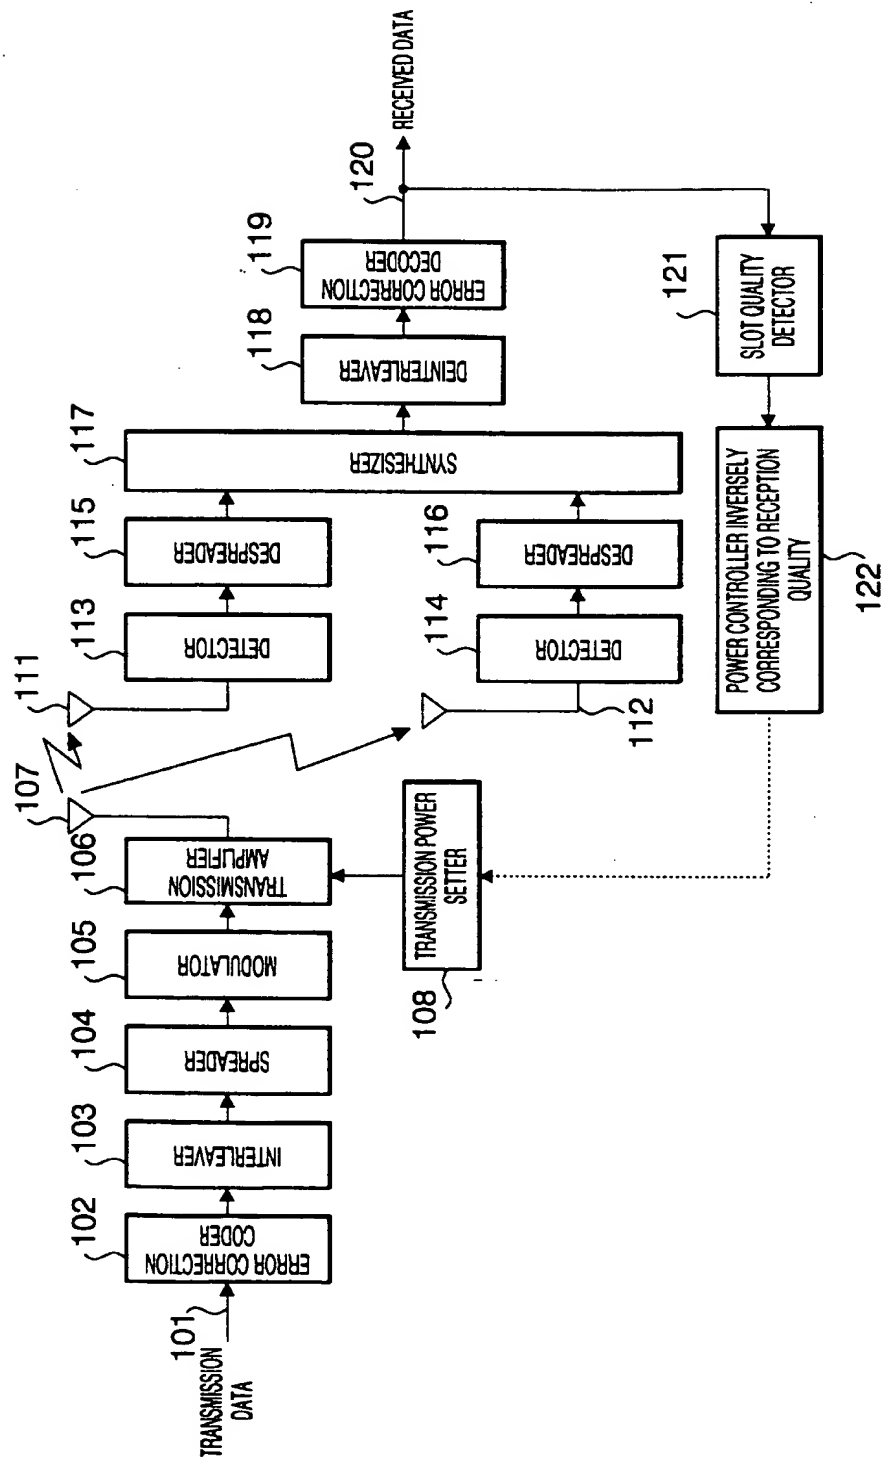 TRANSMISSION
DATA
101
102
ERROR CORRECTION
CODER
103
INTERLEAVER
104
SPREADER
105
MODULATOR
106
TRANSMISSION
AMPLIFIER
107
108
TRANSMISSION POWER
SETTER
111
112
113
DETECTOR
114
DETECTOR
115
DESPREADER
116
DESPREADER
117
SYNTHESIZER
118
DEINTERLEAVER
119
ERROR CORRECTION
DECODER
120
RECEIVED DATA
121
SLOT QUALITY
DETECTOR
POWER CONTROLLER INVERSELY
CORRESPONDING TO RECEPTION
QUALITY
122